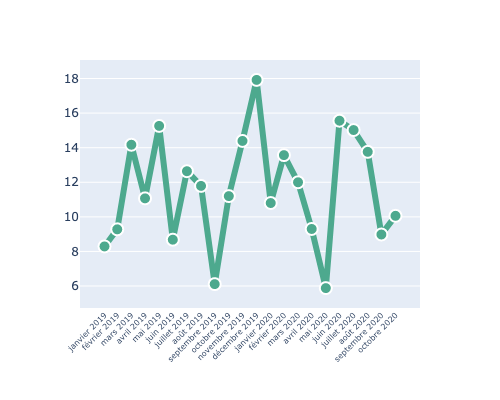 18
16
14
12
10
8
6
janvier 2019
février 2019
mars 2019
avril 2019
mai 2019
juin 2019
juillet 2019
août 2019
septembre 2019
octobre 2019
novembre 2019
décembre 2019
janvier 2020
février 2020
mars 2020
avril 2020
mai 2020
juin 2020
juillet 2020
août 2020
septembre 2020
octobre 2020